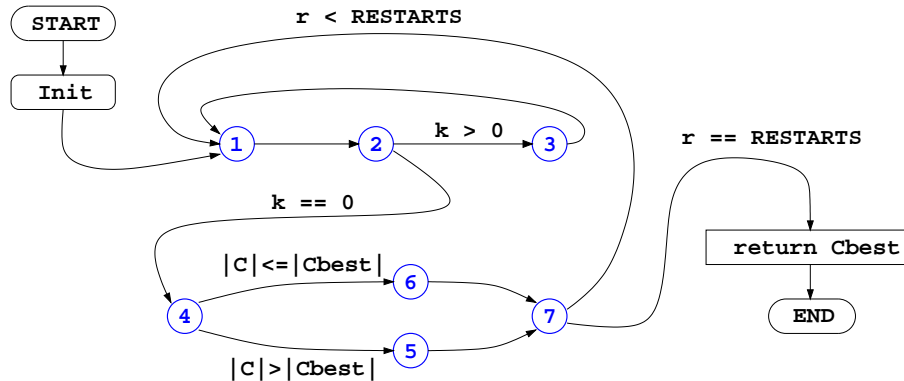 START
r < RESTARTS
Init
1
2
k > 0
3
r == RESTARTS
k == 0
return Cbest
|C|<=|Cbest|
6
4
7
END
5
|C|>|Cbest|